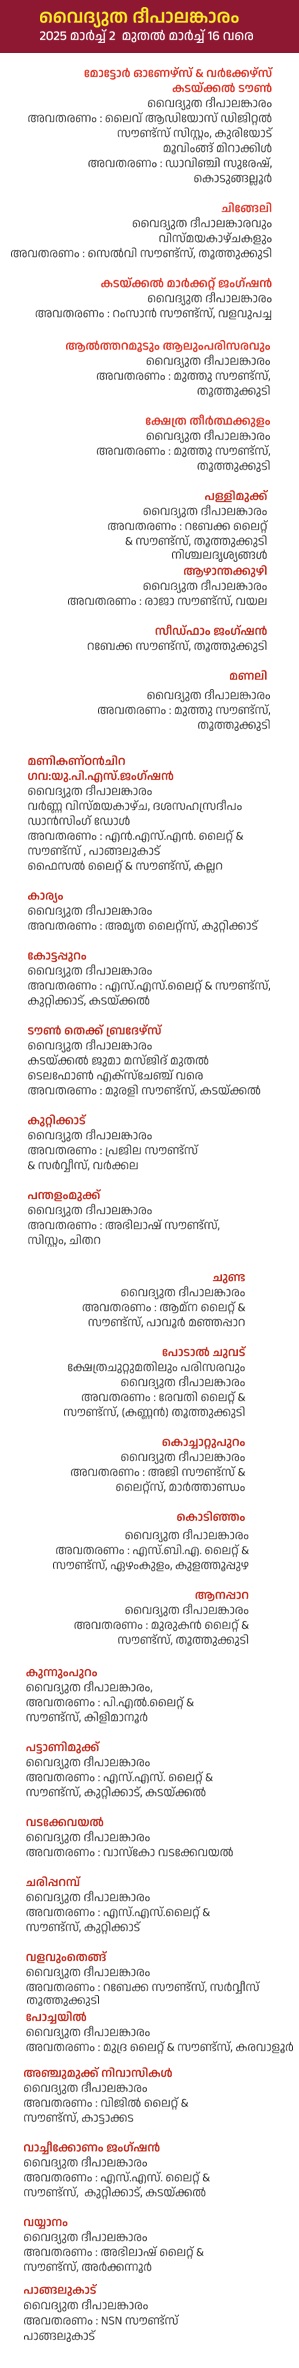 വൈദ്യുത ദീപാലങ്കാരം
2025 മാർച്ച് 2 മുതൽ മാർച്ച് 16 വരെ
മോട്ടോർ ഓണേഴ്സ് & വർക്കേഴ്സ്
കടയ്ക്കൽ ടൗൺ
വൈദ്യുത ദീപാലങ്കാരം
അവതരണം : ലൈവ് ആഡിയോസ് ഡിജിറ്റൽ
സൗണ്ട്സ് സിസ്റ്റം, കുരിയോട്
മൂവിംങ്ങ് മിറാക്കിൾ
അവതരണം : ഡാവിഞ്ചി സുരേഷ്,
കൊടുങ്ങല്ലൂർ
ചിങ്ങേലി
വൈദ്യുത ദീപാലങ്കാരവും
വിസ്മയകാഴ്ചകളും
അവതരണം : സെൽവി സൗണ്ട്സ്, തൂത്തുക്കുടി
കടയ്ക്കൽ മാർക്കറ്റ് ജംഗ്ഷൻ
വൈദ്യുത ദീപാലങ്കാരം
അവതരണം : റംസാൻ സൗണ്ട്സ്, വളവുപച്ച
ആൽത്തറമൂടും ആലുംപരിസരവും
വൈദ്യുത ദീപാലങ്കാരം
അവതരണം : മുത്തു സൗണ്ട്സ്,
തൂത്തുക്കുടി
ക്ഷേത്ര തീർത്ഥക്കുളം
വൈദ്യുത ദീപാലങ്കാരം
അവതരണം : മുത്തു സൗണ്ട്സ്,
തൂത്തുക്കുടി
പള്ളിമുക്ക്
വൈദ്യുത ദീപാലങ്കാരം
അവതരണം : റബേക്ക ലൈറ്റ്
& സൗണ്ട്സ്, തൂത്തുക്കുടി
നിശ്ചലദൃശ്യങ്ങൾ
ആഴാന്തക്കുഴി
വൈദ്യുത ദീപാലങ്കാരം
അവതരണം : രാജാ സൗണ്ട്സ്, വയല
സീഡ്ഫാം ജംഗ്ഷൻ
റബേക്ക സൗണ്ട്സ്, തൂത്തുക്കുടി
മണലി
വൈദ്യുത ദീപാലങ്കാരം
അവതരണം : മുത്തു സൗണ്ട്സ്,
തൂത്തുക്കുടി
മണികണ്ഠൻചിറ
ഗവ:യു.പി.എസ്.ജംഗ്ഷൻ
വൈദ്യുത ദീപാലങ്കാരം
വർണ്ണ വിസ്മയകാഴ്ച, ദശസഹസ്രദീപം
ഡാൻസിംഗ് ഡോൾ
അവതരണം : എൻ.എസ്.എൻ. ലൈറ്റ് &
സൗണ്ട്സ് , പാങ്ങലുകാട്
ഫൈസൽ ലൈറ്റ് & സൗണ്ട്സ്, കല്ലറ
കാര്യം
വൈദ്യുത ദീപാലങ്കാരം
അവതരണം : അമൃത ലൈറ്റ്സ്, കുറ്റിക്കാട്
കോട്ടപ്പുറം
വൈദ്യുത ദീപാലങ്കാരം
അവതരണം : എസ്.എസ്.ലൈറ്റ് & സൗണ്ട്സ്,
കുറ്റിക്കാട്, കടയ്ക്കൽ
ടൗൺ തെക്ക് ബ്രദേഴ്സ്
വൈദ്യുത ദീപാലങ്കാരം
കടയ്ക്കൽ ജുമാ മസ്ജിദ് മുതൽ
ടെലഫോൺ എക്സ്ചേഞ്ച് വരെ
അവതരണം : മുരളി സൗണ്ട്സ്, കടയ്ക്കൽ
കുറ്റിക്കാട്
വൈദ്യുത ദീപാലങ്കാരം
അവതരണം : പ്രജില സൗണ്ട്സ്
& സർവ്വീസ്, വർക്കല
പന്തളംമുക്ക്
വൈദ്യുത ദീപാലങ്കാരം
അവതരണം : അഭിലാഷ് സൗണ്ട്സ്,
സിസ്റ്റം, ചിതറ
ചുണ്ട
വൈദ്യുത ദീപാലങ്കാരം
അവതരണം : ആമ്ന ലൈറ്റ് &
സൗണ്ട്സ്, പാവൂർ മഞ്ഞപ്പാറ
പോടാൽ ചുവട്
ക്ഷേത്രചുറ്റുമതിലും പരിസരവും
വൈദ്യുത ദീപാലങ്കാരം
അവതരണം : രേവതി ലൈറ്റ് &
സൗണ്ട്സ്, (കണ്ണൻ) തൂത്തുക്കുടി
കൊച്ചാറ്റുപുറം
വൈദ്യുത ദീപാലങ്കാരം
അവതരണം : അജി സൗണ്ട്സ് &
ലൈറ്റ്സ്, മാർത്താണ്ഡം
കൊടിഞ്ഞം
വൈദ്യുത ദീപാലങ്കാരം
അവതരണം : എസ്.ബി.എ. ലൈറ്റ് &
സൗണ്ട്സ്, ഏഴംകുളം, കുളത്തൂപ്പുഴ
ആനപ്പാറ
വൈദ്യുത ദീപാലങ്കാരം
അവതരണം : മുരുകൻ ലൈറ്റ് &
സൗണ്ട്സ്, തൂത്തുക്കുടി
കുന്നുംപുറം
വൈദ്യുത ദീപാലങ്കാരം,
അവതരണം : പി.എൽ.ലൈറ്റ് &
സൗണ്ട്സ്, കിളിമാനൂർ
പട്ടാണിമുക്ക്
വൈദ്യുത ദീപാലങ്കാരം
അവതരണം : എസ്.എസ്. ലൈറ്റ് &
സൗണ്ട്സ്, കുറ്റിക്കാട്, കടയ്ക്കൽ
വടക്കേവയൽ
വൈദ്യുത ദീപാലങ്കാരം
അവതരണം : വാസ്കോ വടക്കേവയൽ
ചരിപ്പറമ്പ്
വൈദ്യുത ദീപാലങ്കാരം
അവതരണം : എസ്.എസ്.ലൈറ്റ് &
സൗണ്ട്സ്, കുറ്റിക്കാട്
വളവുംതെങ്ങ്
വൈദ്യുത ദീപാലങ്കാരം
അവതരണം : റബേക്ക സൗണ്ട്സ്, സർവ്വീസ്
തൂത്തുക്കുടി
പോച്ചയിൽ
വൈദ്യുത ദീപാലങ്കാരം
അവതരണം : മുദ്ര ലൈറ്റ് & സൗണ്ട്സ്, കരവാളൂർ
അഞ്ചുമുക്ക് നിവാസികൾ
വൈദ്യുത ദീപാലങ്കാരം
അവതരണം : വിജിൽ ലൈറ്റ് &
സൗണ്ട്സ്, കാട്ടാക്കട
വാച്ചീക്കോണം ജംഗ്ഷൻ
വൈദ്യുത ദീപാലങ്കാരം
അവതരണം : എസ്.എസ്. ലൈറ്റ് &
സൗണ്ട്സ്, കുറ്റിക്കാട്, കടയ്ക്കൽ
വയ്യാനം
വൈദ്യുത ദീപാലങ്കാരം
അവതരണം : അഭിലാഷ് ലൈറ്റ് &
സൗണ്ട്സ്, അർക്കന്നൂർ
പാങ്ങലുകാട്
വൈദ്യുത ദീപാലങ്കാരം
അവതരണം : NSN സൗണ്ട്സ്
പാങ്ങലുകാട്